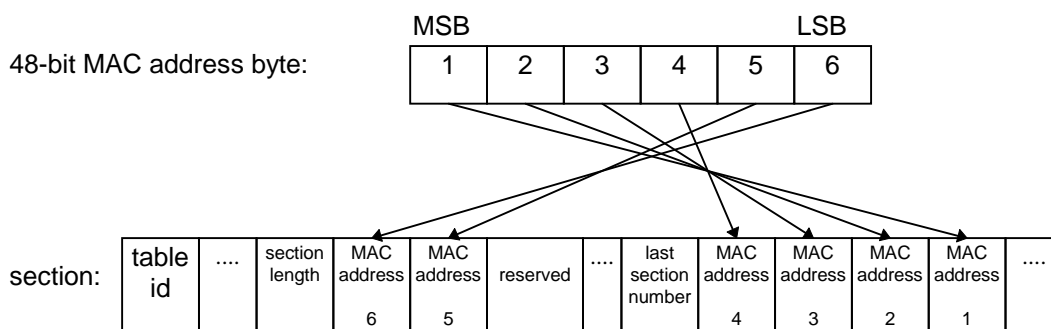 MSB LSB
48-bit MAC address byte: 1 2 3 4 5 6
section:
table
id
....
section
length
MAC
address
6
MAC
address
5
reserved
....
last
section
number
MAC
address
4
MAC
address
3
MAC
address
2
MAC
address
1
....